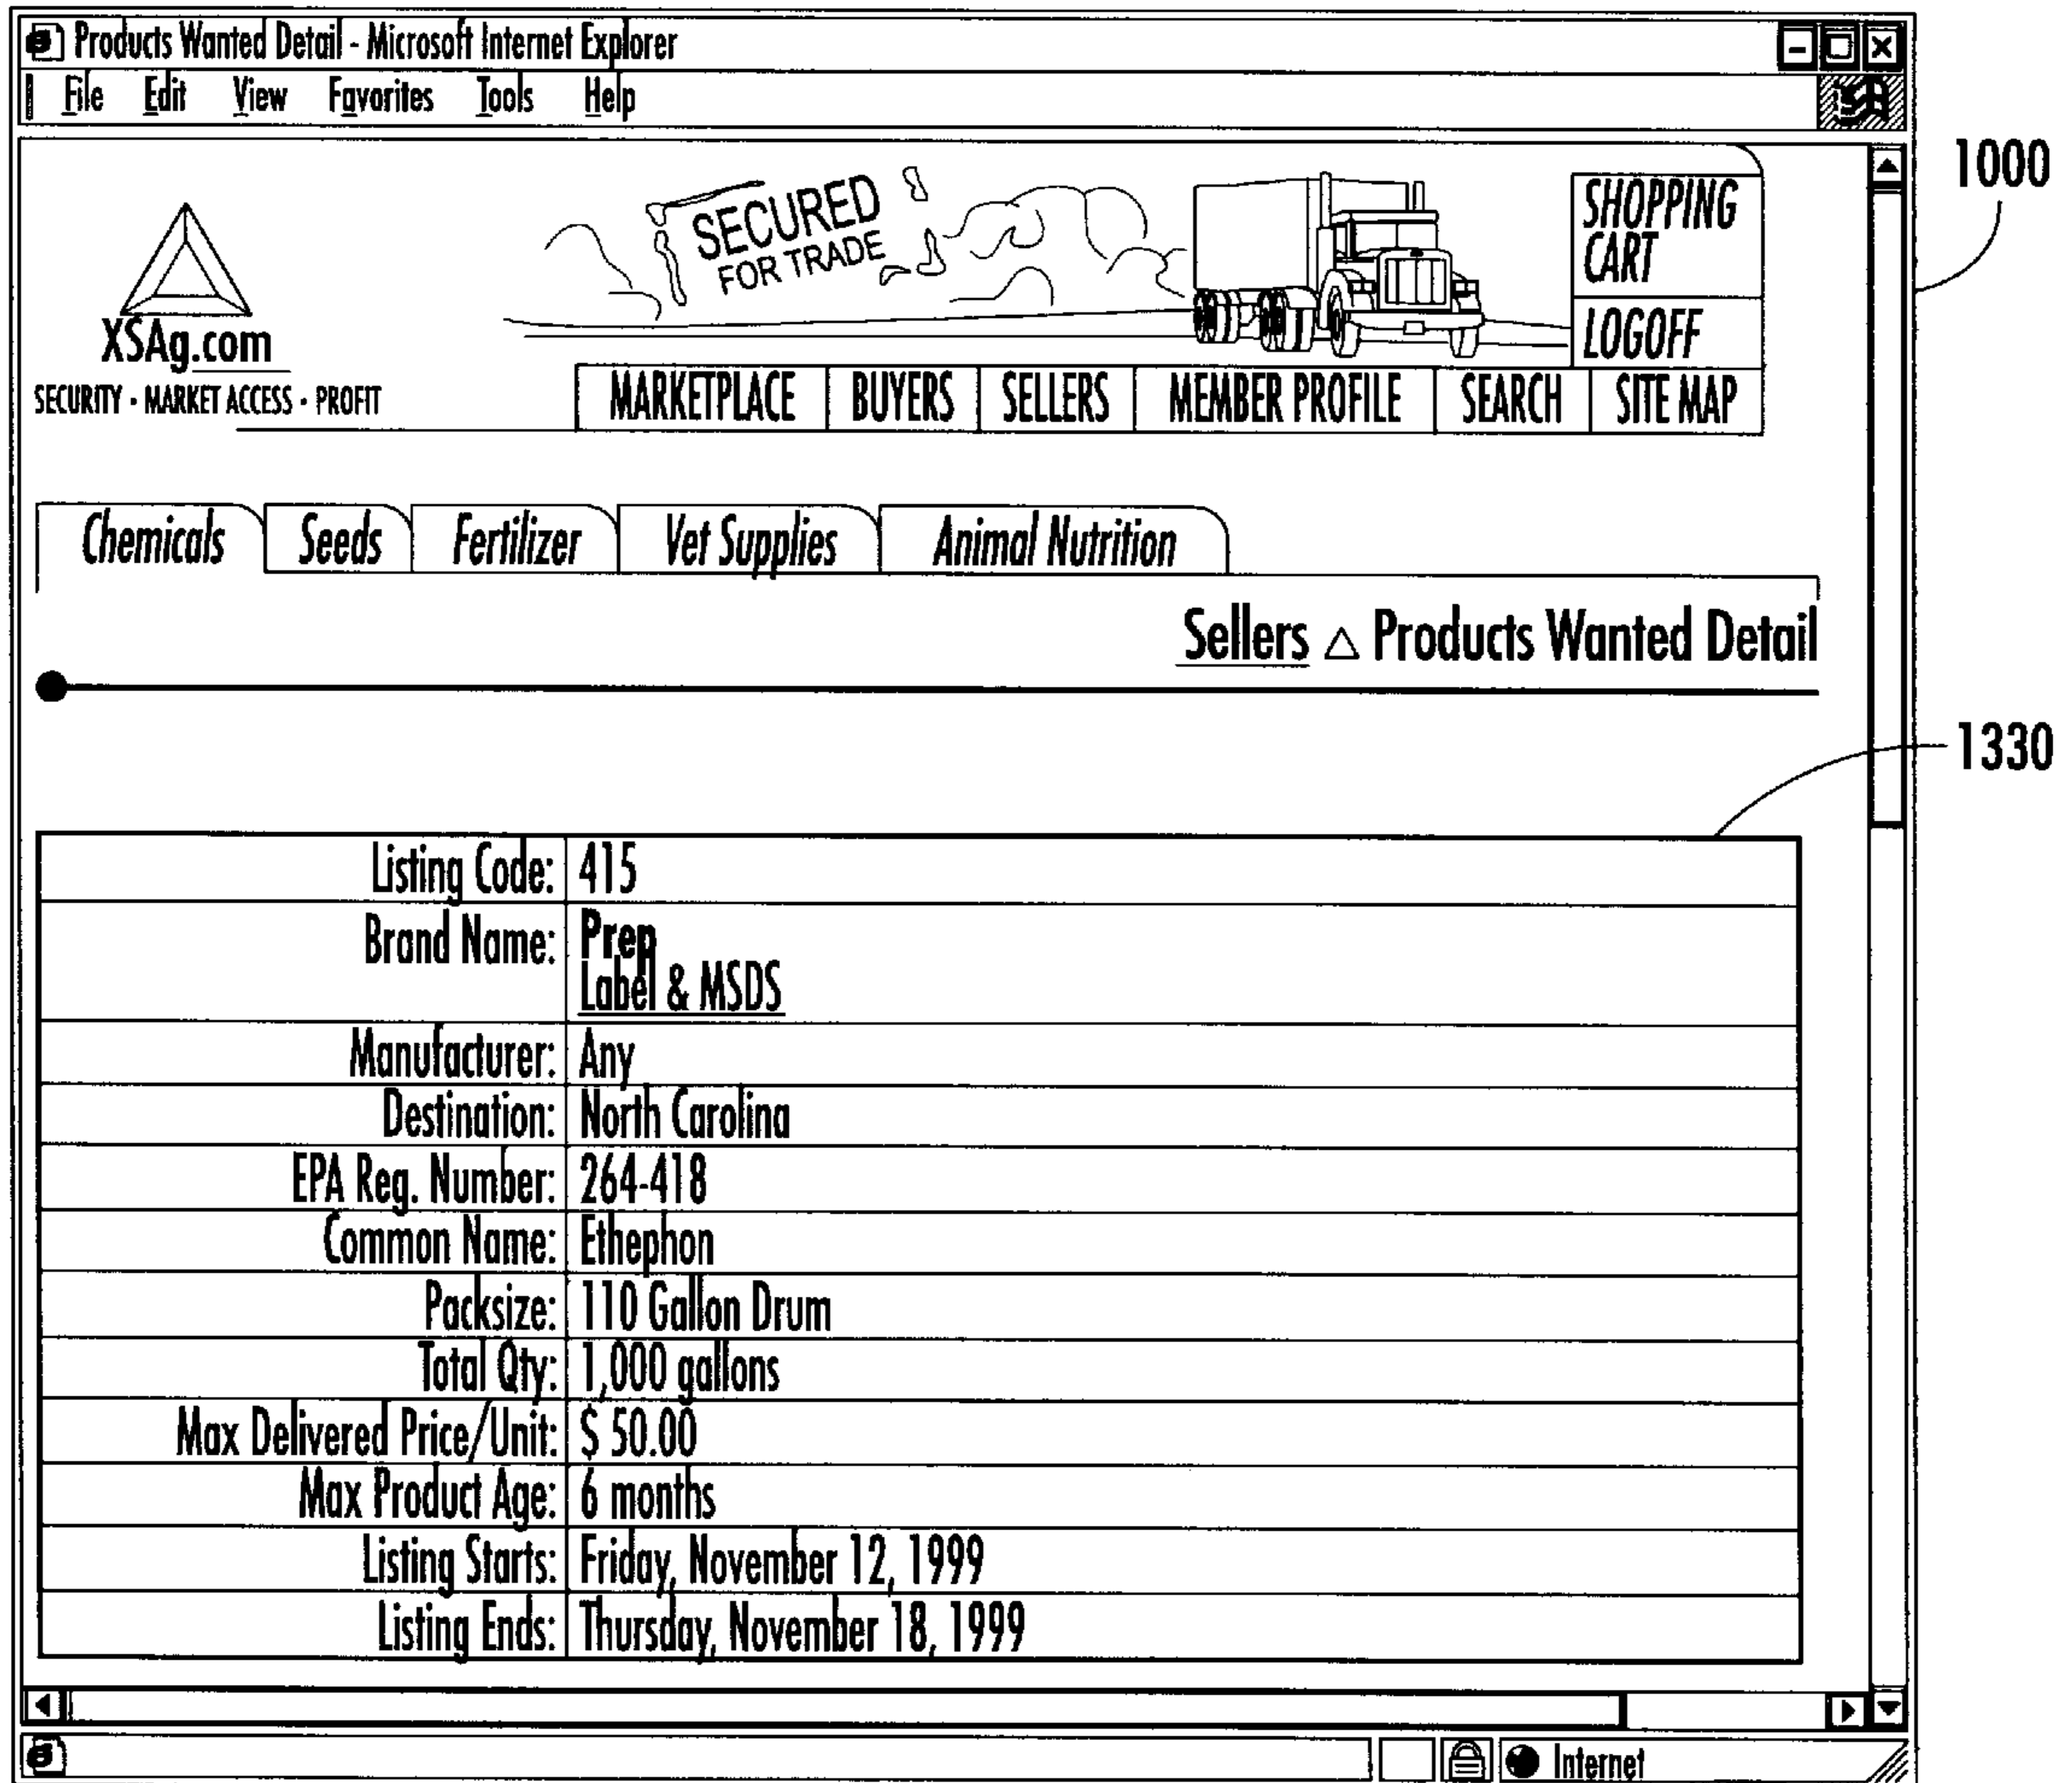 Products Wanted Detail - Microsoft Internet Explorer
File Edit View Favorites Tools Help
1000
SECURED
FOR TRADE
SHOPPING
CART
LOGOFF
XSAg.com
SECURITY · MARKET ACCESS · PROFIT
MARKETPLACE BUYERS SELLERS MEMBER PROFILE SEARCH SITE MAP
Chemicals Seeds Fertilizer Vet Supplies Animal Nutrition
Sellers △ Products Wanted Detail
1330
Listing Code: 415
Brand Name: Prep
Label & MSDS
Manufacturer: Any
Destination: North Carolina
EPA Reg. Number: 264-418
Common Name: Ethephon
Packsize: 110 Gallon Drum
Total Qty: 1,000 gallons
Max Delivered Price/Unit: $ 50.00
Max Product Age: 6 months
Listing Starts: Friday, November 12, 1999
Listing Ends: Thursday, November 18, 1999
Internet